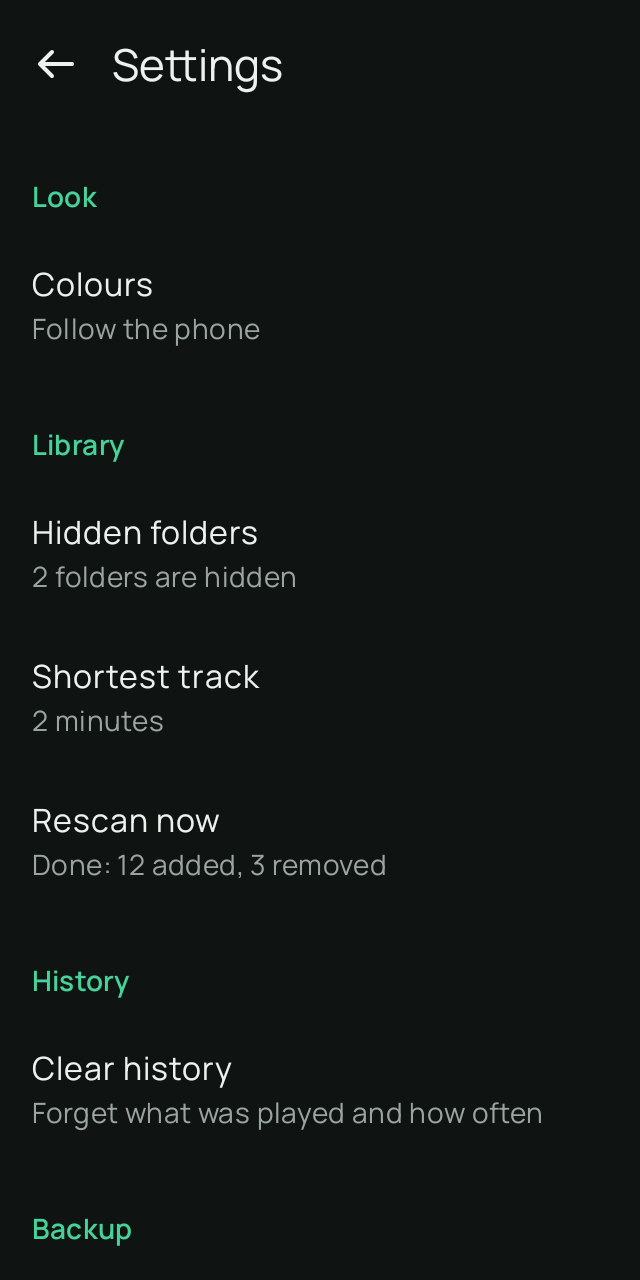 Settings
Look
Colours
Follow the phone
Library
Hidden folders
2 folders are hidden
Shortest track
2 minutes
Rescan now
Done: 12 added, 3 removed
History
Clear history
Forget what was played and how often
Backup